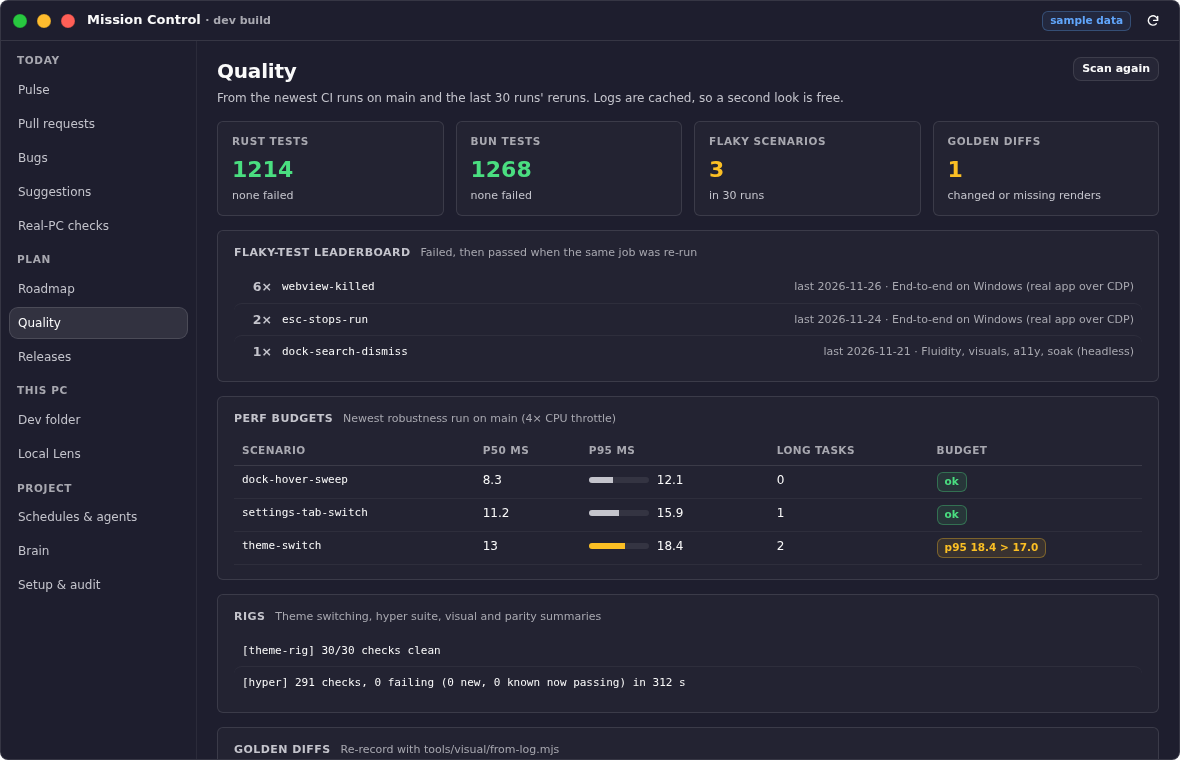 Mission Control · dev build
sample data
TODAY
Pulse
Pull requests
Bugs
Suggestions
Real-PC checks
PLAN
Roadmap
Quality
Releases
THIS PC
Dev folder
Local Lens
PROJECT
Schedules & agents
Brain
Setup & audit
Quality
Scan again
From the newest CI runs on main and the last 30 runs' reruns. Logs are cached, so a second look is free.
RUST TESTS
1214
none failed
BUN TESTS
1268
none failed
FLAKY SCENARIOS
3
in 30 runs
GOLDEN DIFFS
1
changed or missing renders
FLAKY-TEST LEADERBOARD Failed, then passed when the same job was re-run
6× webview-killed last 2026-11-26 · End-to-end on Windows (real app over CDP)
2× esc-stops-run last 2026-11-24 · End-to-end on Windows (real app over CDP)
1× dock-search-dismiss last 2026-11-21 · Fluidity, visuals, a11y, soak (headless)
PERF BUDGETS Newest robustness run on main (4× CPU throttle)
SCENARIO P50 MS P95 MS LONG TASKS BUDGET
dock-hover-sweep 8.3 12.1 0 ok
settings-tab-switch 11.2 15.9 1 ok
theme-switch 13 18.4 2 p95 18.4 > 17.0
RIGS Theme switching, hyper suite, visual and parity summaries
[theme-rig] 30/30 checks clean
[hyper] 291 checks, 0 failing (0 new, 0 known now passing) in 312 s
GOLDEN DIFFS Re-record with tools/visual/from-log.mjs